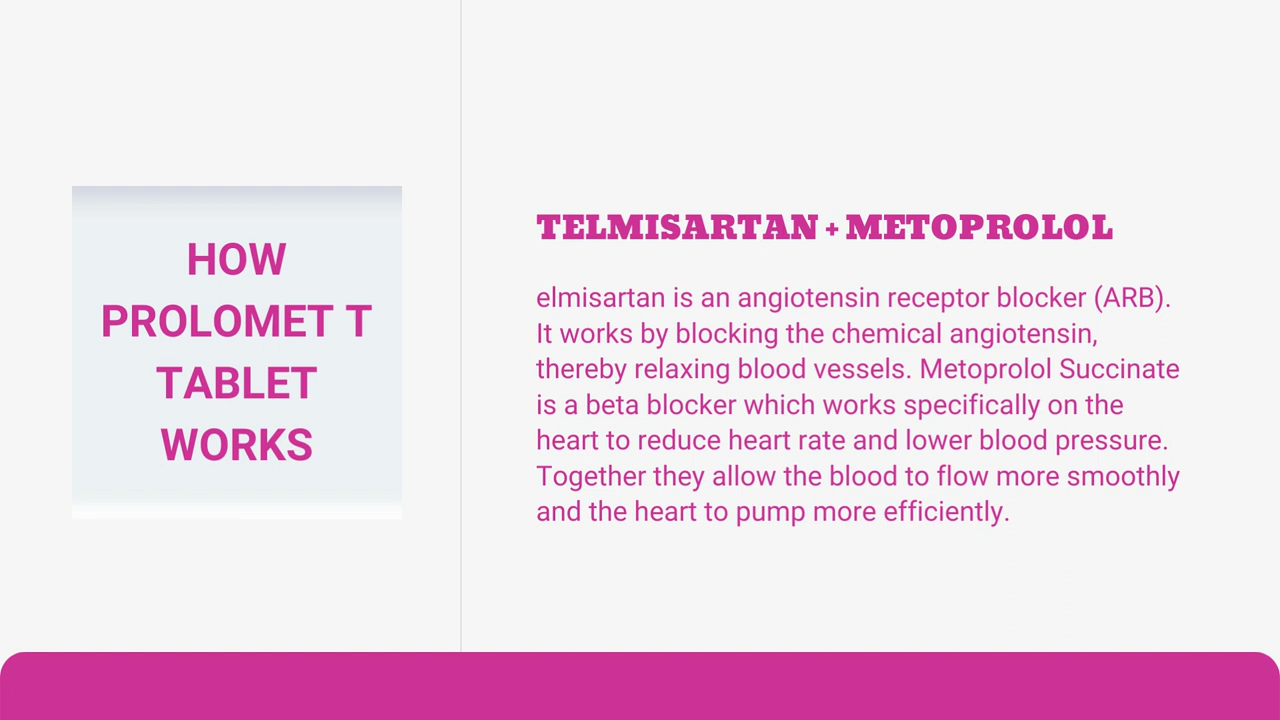 HOW
PROLOMET T
TABLET
WORKS
TELMISARTAN + METOPROLOL
elmisartan is an angiotensin receptor blocker (ARB).
It works by blocking the chemical angiotensin,
thereby relaxing blood vessels. Metoprolol Succinate
is a beta blocker which works specifically on the
heart to reduce heart rate and lower blood pressure.
Together they allow the blood to flow more smoothly
and the heart to pump more efficiently.